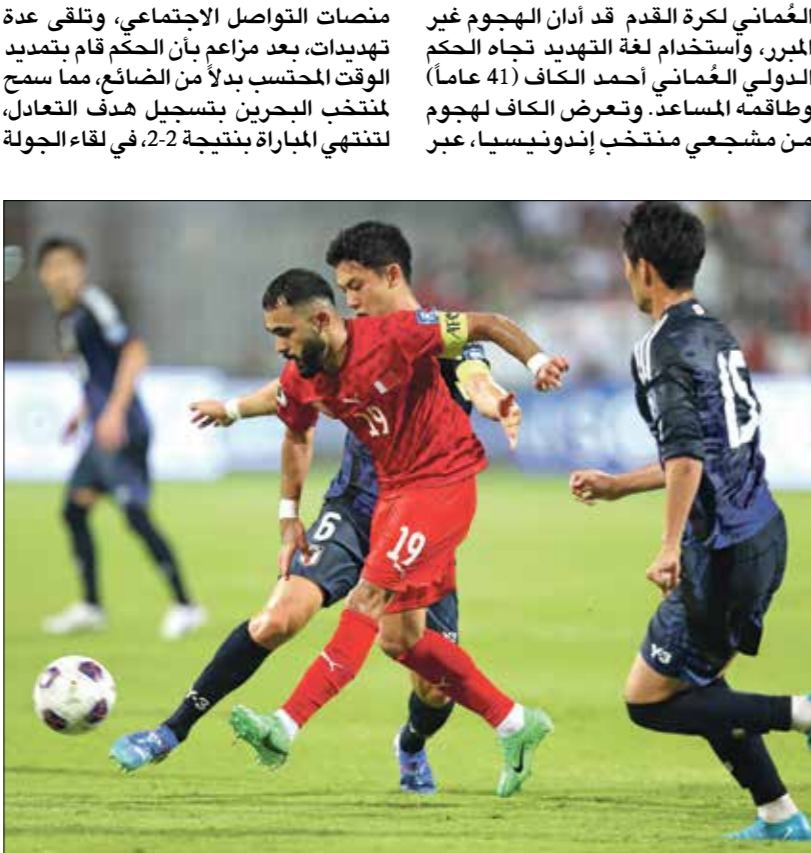 العُماني لكرة القدم قد أدان الهجوم غير
المبرر، واستخدام لغة التهديد تجاه الحكم
الدولي العُماني أحمد الكاف (41 عاماً)
وطاقمه المساعد. وتعرض الكاف لهجوم
من مشجعي منتخب إندونيسيا، عبر
منصات التواصل الاجتماعي، وتلقى عدة
تهديدات، بعد مزاعم بأن الحكم قام بتمديد
الوقت المحتسب بدلاً من الضائع، مما سمح
لمنتخب البحرين بتسجيل هدف التعادل،
لتنتهي المباراة بنتيجة 2-2، في لقاء الجولة
AFC
19
19
6
Y-3
15
Y-3